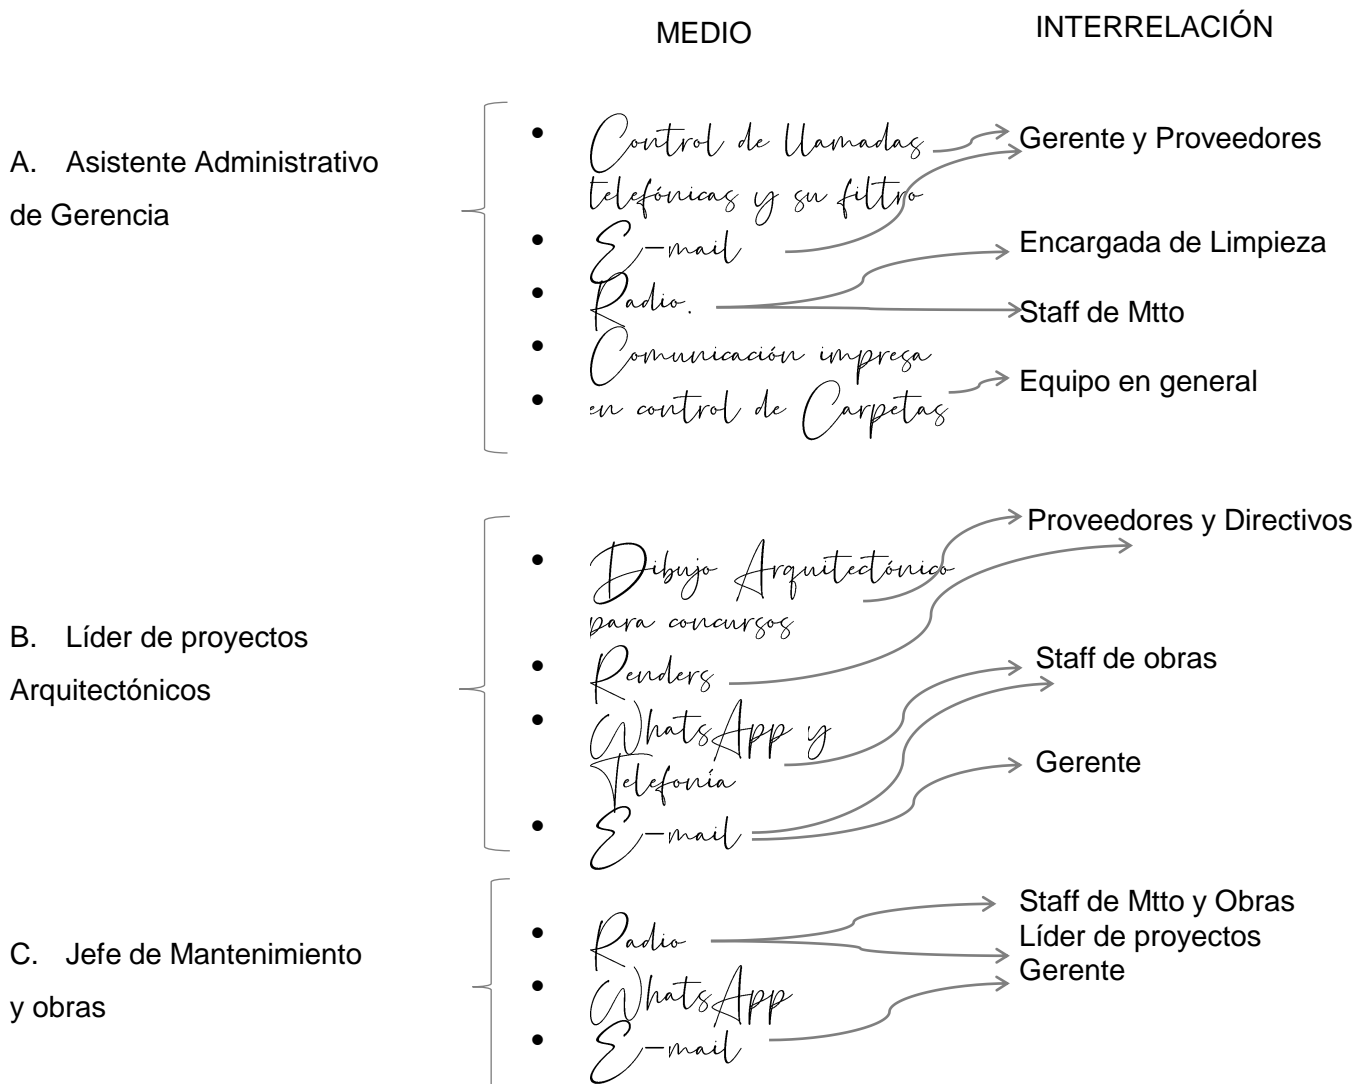 MEDIO INTERRELACIÓN
A. Asistente Administrativo
de Gerencia
• Control de llamadas
telefónicas y su filtro
• E-mail
• Radio.
• Comunicación impresa
• en control de Carpetas
Gerente y Proveedores
Encargada de Limpieza
Staff de Mtto
Equipo en general
B. Líder de proyectos
Arquitectónicos
• Dibujo Arquitectónico
para concursos
• Renders
• WhatsApp y
Telefonía
• E-mail
Proveedores y Directivos
Staff de obras
Gerente
C. Jefe de Mantenimiento
y obras
• Radio
• WhatsApp
• E-mail
Staff de Mtto y Obras
Líder de proyectos
Gerente